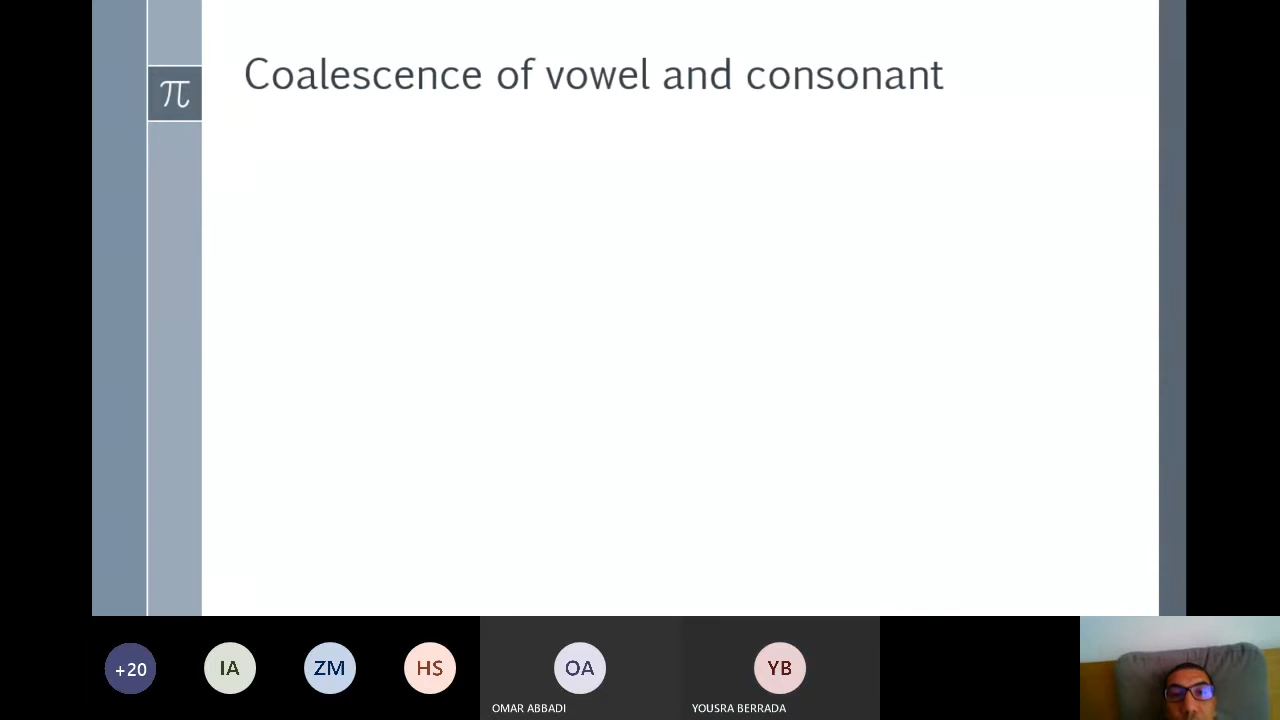 π
Coalescence of vowel and consonant
+20
IA
ZM
HS
OA
YB
OMAR ABBADI
YOUSRA BERRADA